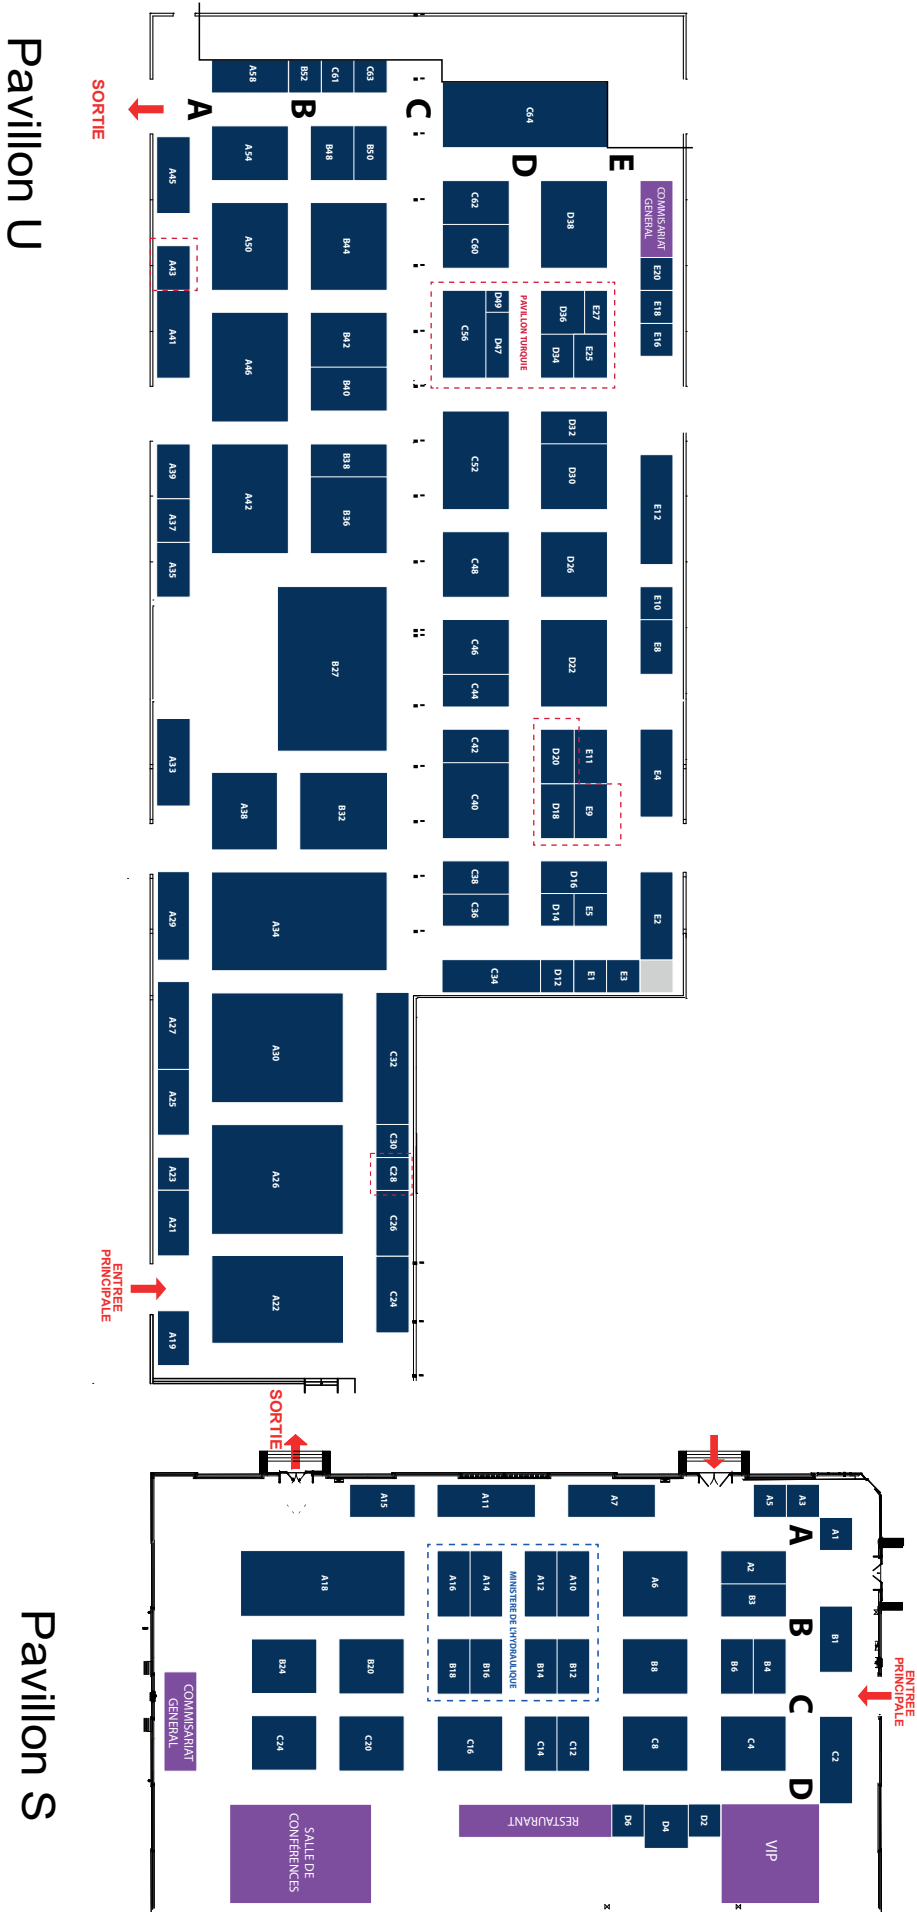 Pavillon U
SORTIE
A
B
C
D
E
A58
B52
C61
C63
C64
A45
A54
B48
B50
C62
C60
D38
COMMISARIAT
GENERAL
E20
E18
E16
A43
A41
A50
B44
A46
B42
B40
C56
D49
D47
PAVILLON TURQUIE
D36
D34
E27
E25
A39
A37
A35
A42
B38
B36
C52
D32
D30
E12
C48
D26
E10
E8
B27
C46
C44
D22
A33
A38
B32
C42
C40
D20
D18
E11
E9
E4
A29
A34
C38
C36
D16
D14
E5
E2
C34
D12
E1
E3
A27
A25
A30
C32
C30
C28
C26
C24
A23
A21
A26
A22
A19
ENTREE
PRINCIPALE
Pavillon S
SORTIE
A15
A11
A7
A5
A3
A1
A
A18
A16
A14
A12
A10
A6
A2
B3
B
B1
MINISTERE DE L'HYDRAULIQUE
B24
B20
B18
B16
B14
B12
B8
B6
B4
ENTREE
PRINCIPALE
C
COMMISARIAT
GENERAL
C24
C20
C16
C14
C12
C8
C4
C2
D
SALLE DE
CONFÉRENCES
RESTAURANT
D6
D4
D2
VIP